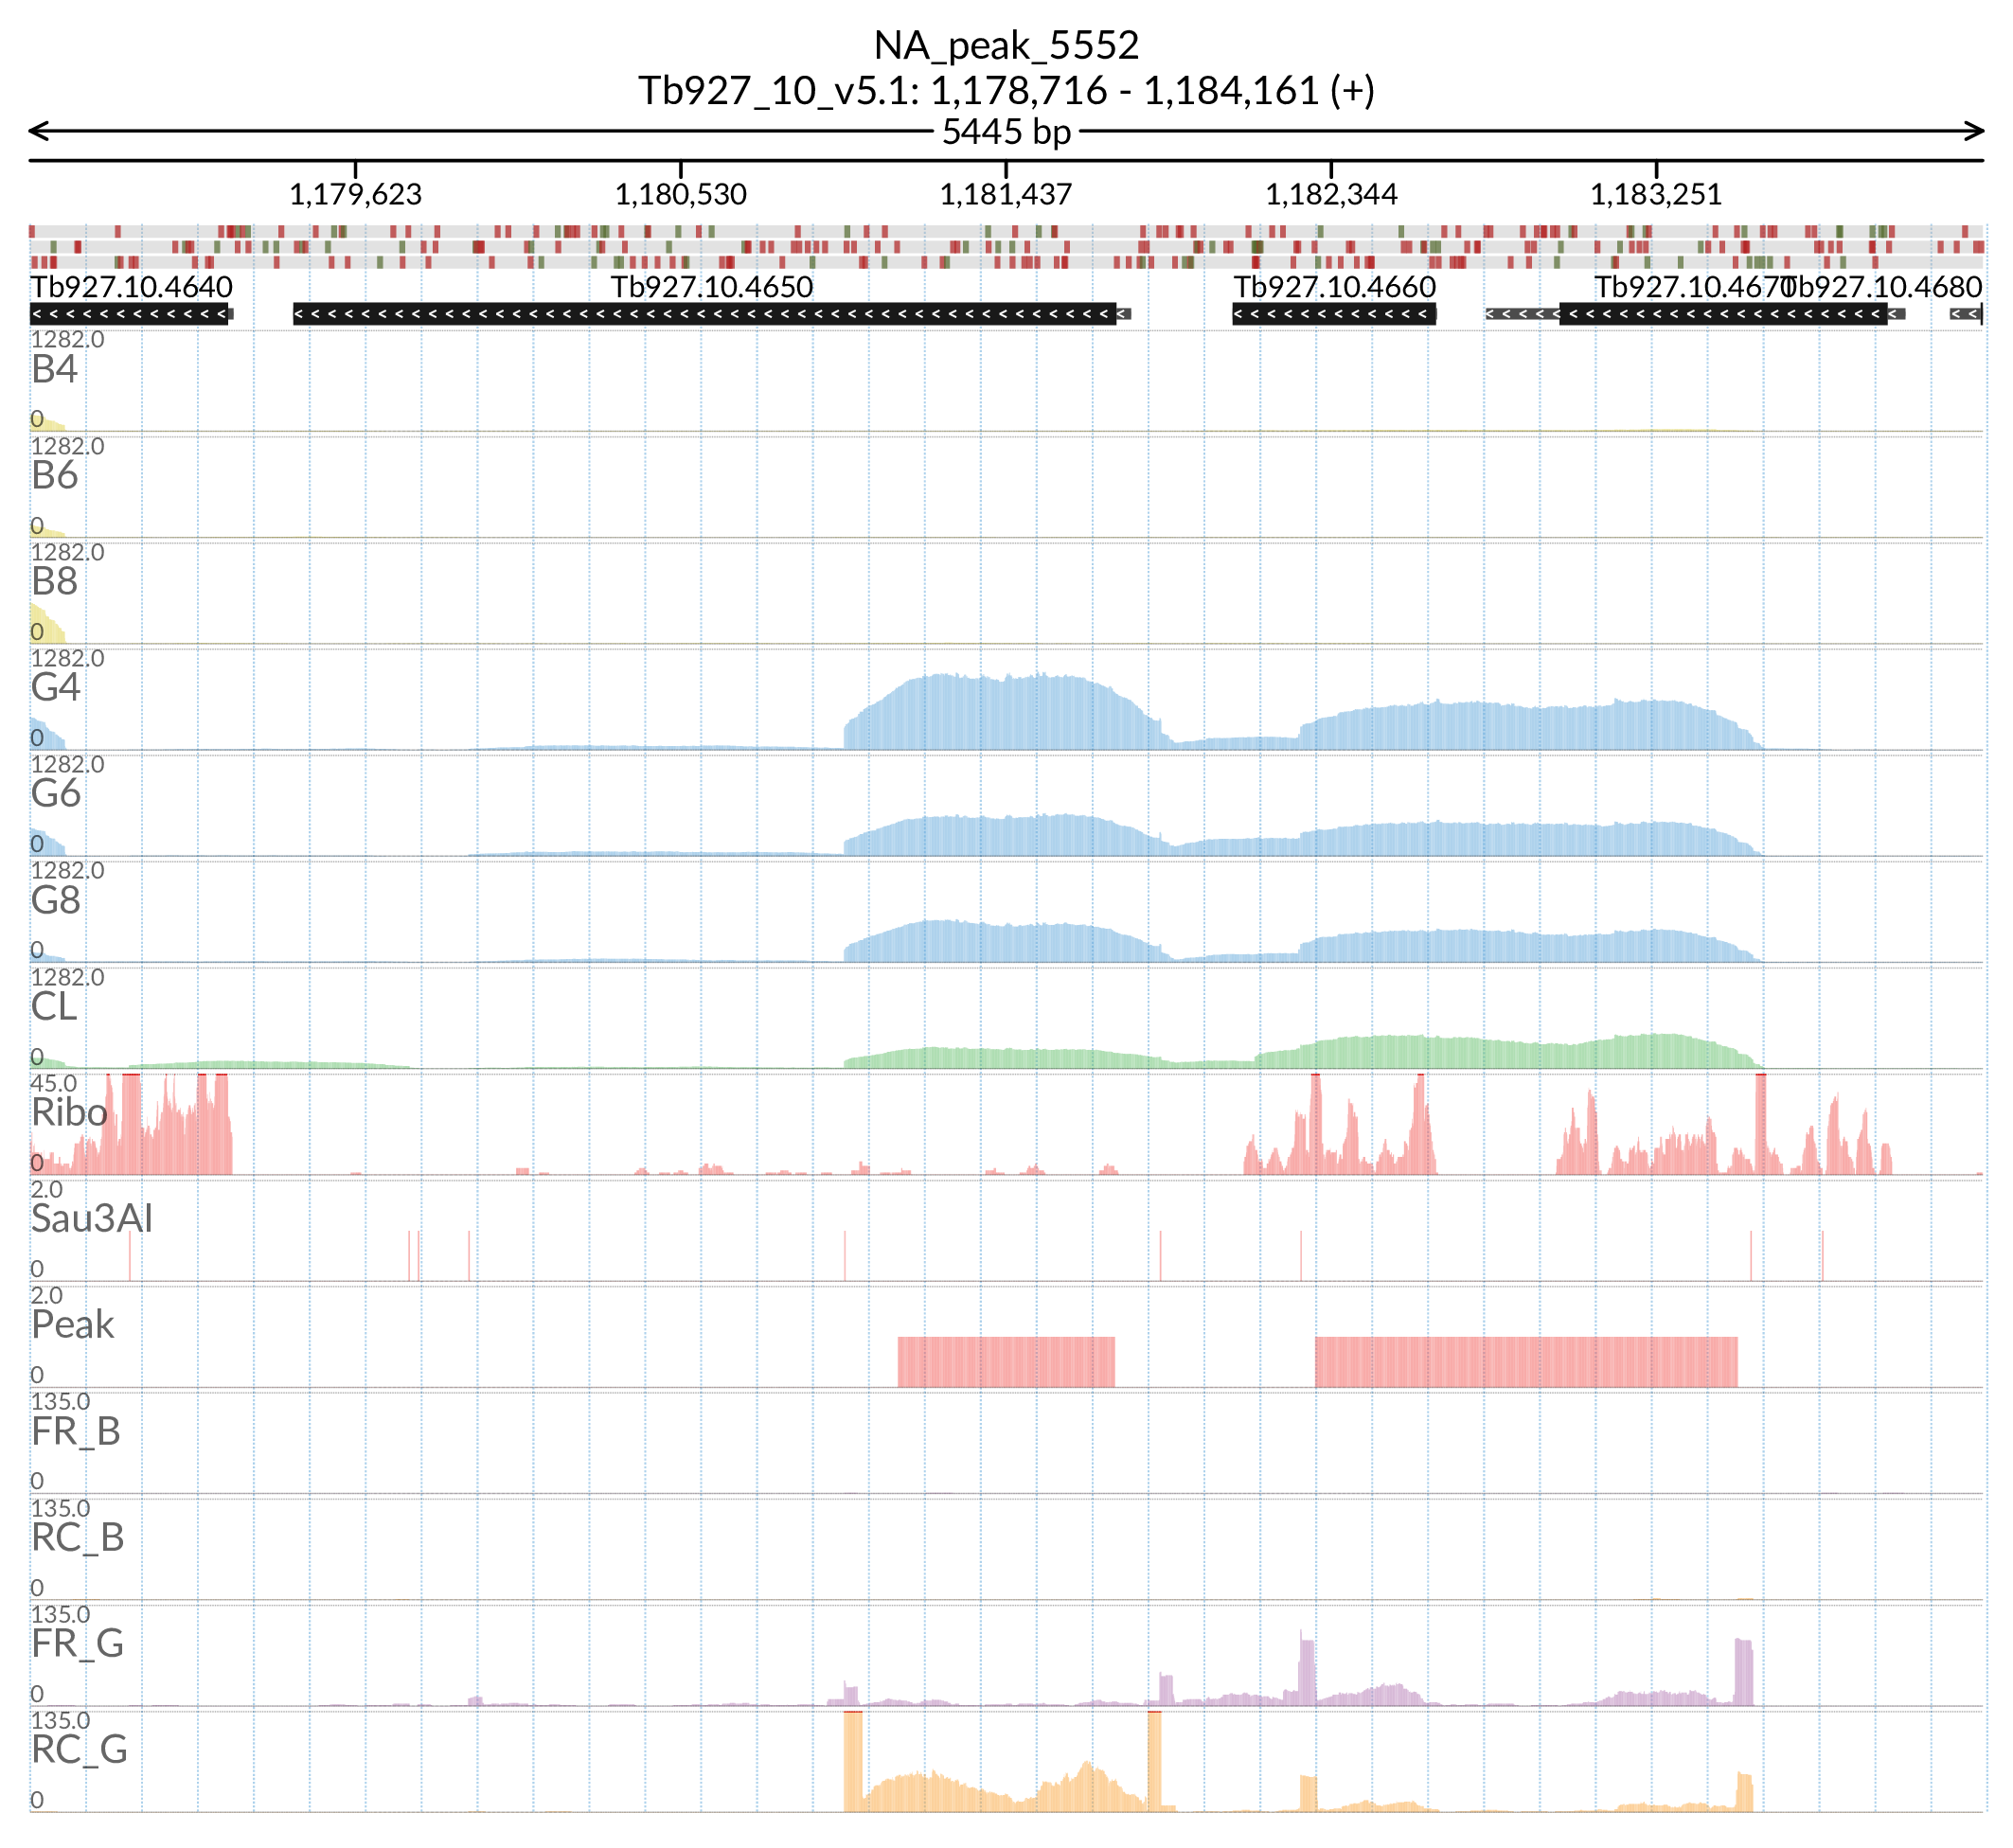 NA_peak_5552
Tb927_10_v5.1: 1,178,716 - 1,184,161 (+)
5445 bp
1,179,623 1,180,530 1,181,437 1,182,344 1,183,251
Tb927.10.4640 Tb927.10.4650 Tb927.10.4660 Tb927.10.4670 Tb927.10.4680
1282.0
B4
0
1282.0
B6
0
1282.0
B8
0
1282.0
G4
0
1282.0
G6
0
1282.0
G8
0
1282.0
CL
0
45.0
Ribo
0
2.0
Sau3AI
0
2.0
Peak
0
135.0
FR_B
0
135.0
RC_B
0
135.0
FR_G
0
135.0
RC_G
0